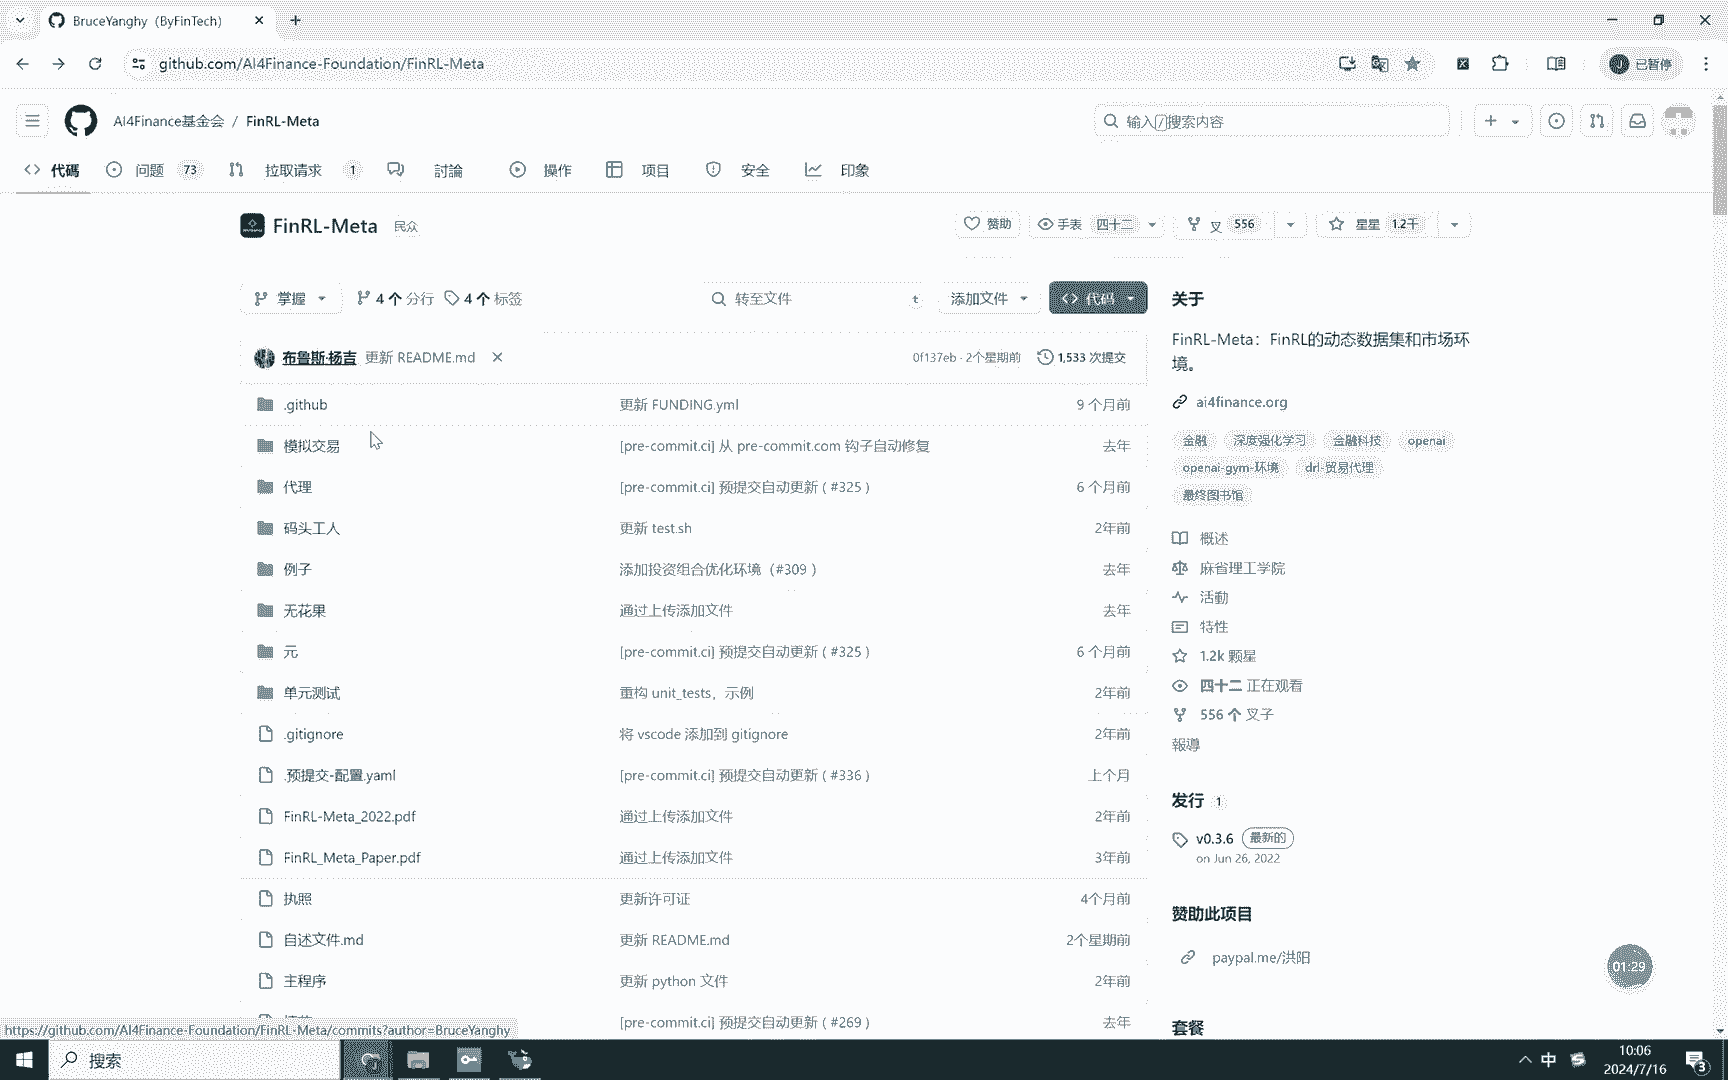 BruceYanghy (ByFinTech)
github.com/AI4Finance-Foundation/FinRL-Meta
已暂停
AI4Finance基金会 / FinRL-Meta
输入/搜索内容
代碼 问题 73 拉取请求 1 討論 操作 项目 安全 印象
FinRL-Meta 民众
赞助 手表 四十二 叉 556 星星 1.2千
掌握 4 个 分行 4 个 标签 转至文件 t 添加文件 代码
布鲁斯·杨吉 更新 README.md 0f137eb · 2个星期前 1,533 次提交
.github 更新 FUNDING.yml 9 个月前
模拟交易 [pre-commit.ci] 从 pre-commit.com 钩子自动修复 去年
代理 [pre-commit.ci] 预提交自动更新 ( #325 ) 6 个月前
码头工人 更新 test.sh 2年前
例子 添加投资组合优化环境（#309 ） 去年
无花果 通过上传添加文件 去年
元 [pre-commit.ci] 预提交自动更新 ( #325 ) 6 个月前
单元测试 重构 unit_tests，示例 2年前
.gitignore 将 vscode 添加到 gitignore 2年前
.预提交-配置.yaml [pre-commit.ci] 预提交自动更新 ( #336 ) 上个月
FinRL-Meta_2022.pdf 通过上传添加文件 2年前
FinRL_Meta_Paper.pdf 通过上传添加文件 3年前
执照 更新许可证 4个月前
自述文件.md 更新 README.md 2个星期前
主程序 更新 python 文件 2年前
[pre-commit.ci] 预提交自动更新 ( #269 ) 去年
关于
FinRL-Meta：FinRL的动态数据集和市场环
境。
ai4finance.org
金融 深度强化学习 金融科技 openai
openai-gym-环境 drl-贸易代理
最终图书馆
概述
麻省理工学院
活動
特性
1.2k 颗星
四十二 正在观看
556 个 叉子
報導
发行 1
v0.3.6 最新的
on Jun 26, 2022
赞助此项目
paypal.me/洪阳
套餐
01:29
https://github.com/AI4Finance-Foundation/FinRL-Meta/commits?author=BruceYanghy
搜索
中
10:06
2024/7/16
3